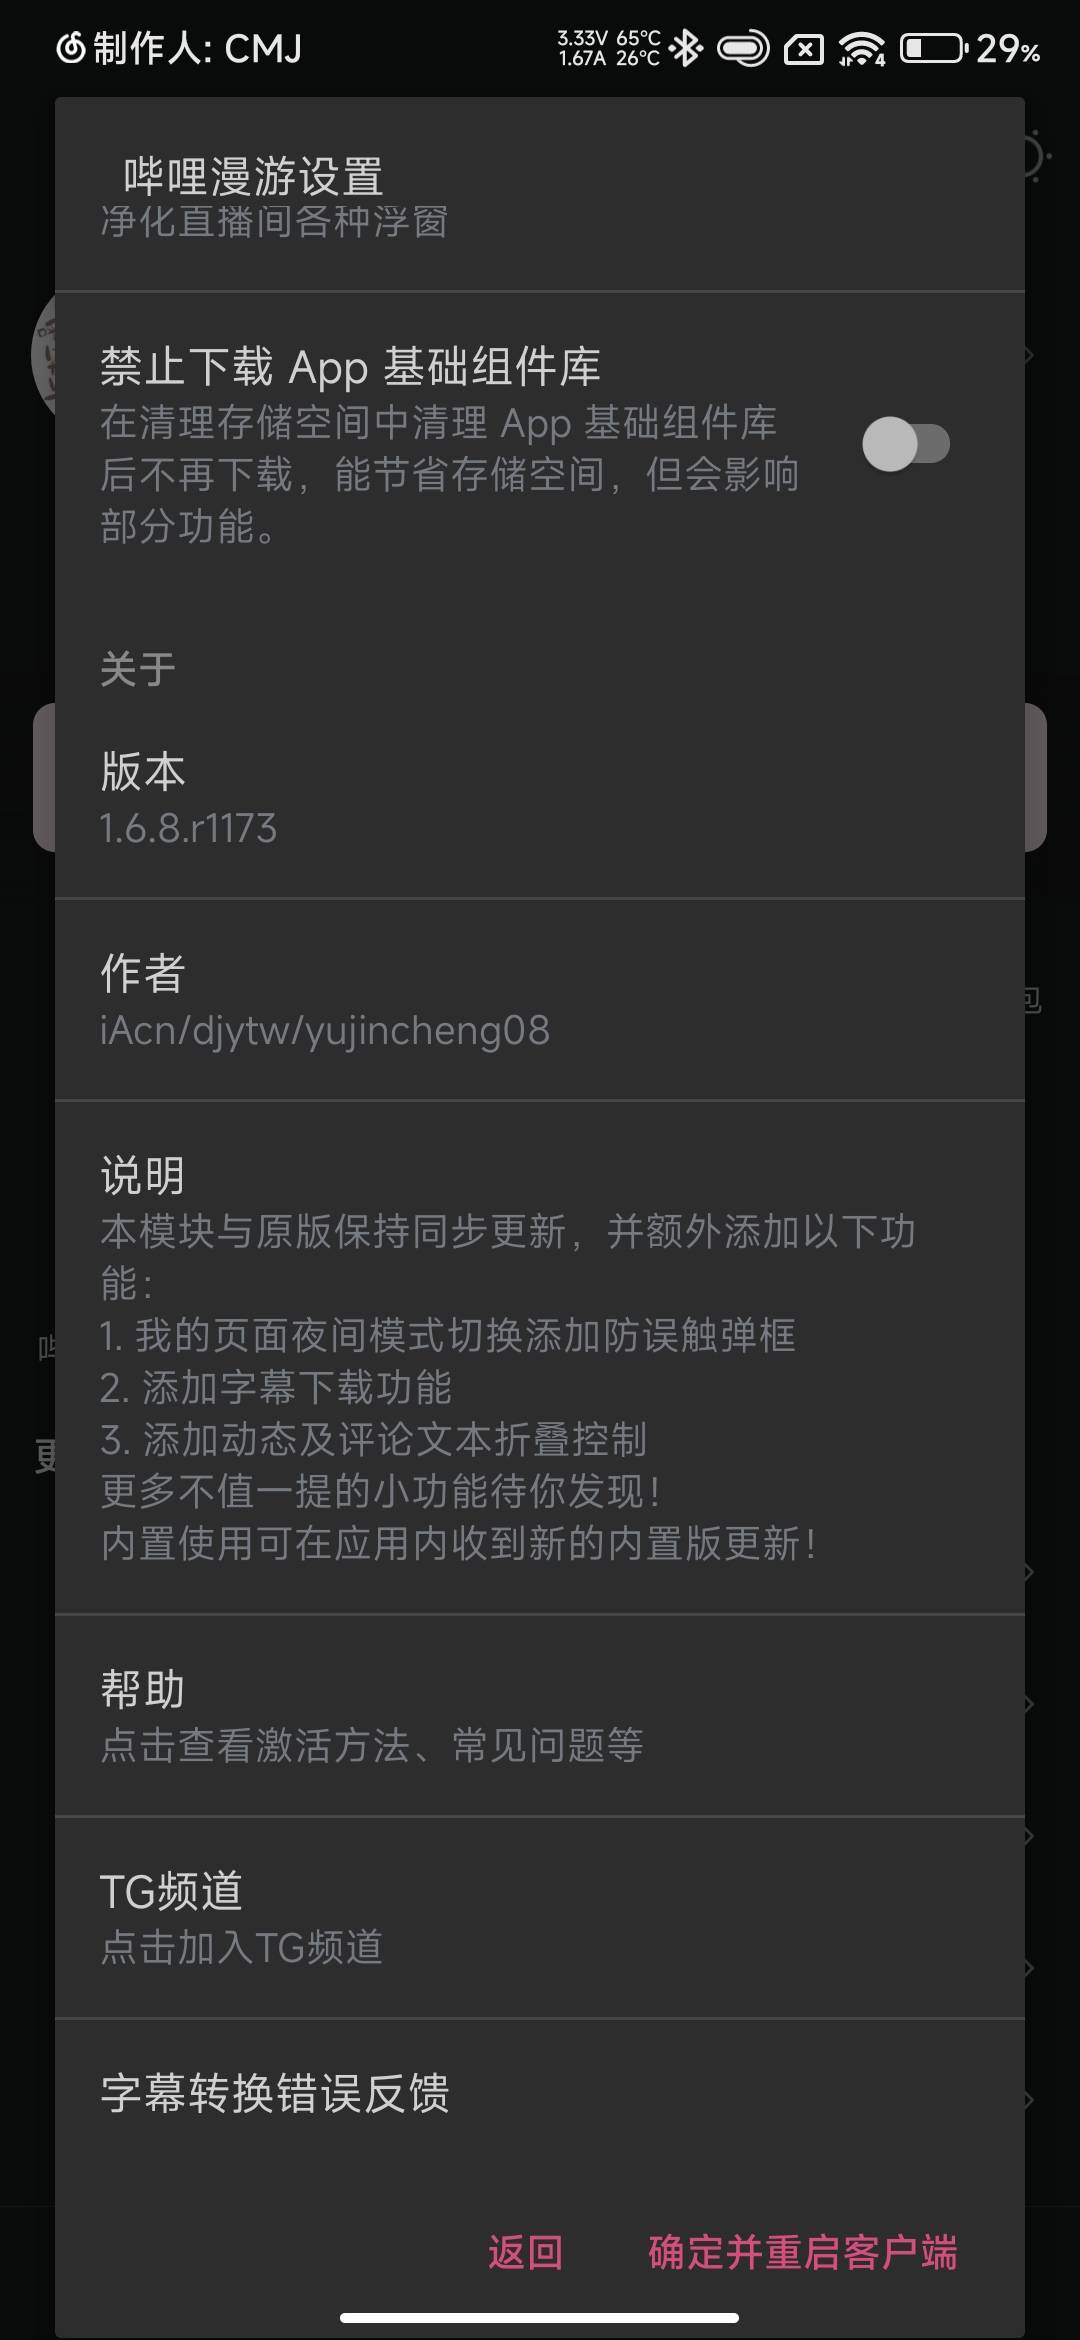 制作人: CMJ
3.33V 65°C
1.67A 26°C
4
29%
哔哩漫游设置
净化直播间各种浮窗
禁止下载 App 基础组件库
在清理存储空间中清理 App 基础组件库
后不再下载，能节省存储空间，但会影响
部分功能。
关于
版本
1.6.8.r1173
作者
iAcn/djytw/yujincheng08
包
说明
本模块与原版保持同步更新，并额外添加以下功
能：
1. 我的页面夜间模式切换添加防误触弹框
2. 添加字幕下载功能
3. 添加动态及评论文本折叠控制
更多不值一提的小功能待你发现！
内置使用可在应用内收到新的内置版更新！
更
帮助
点击查看激活方法、常见问题等
TG频道
点击加入TG频道
字幕转换错误反馈
返回 确定并重启客户端